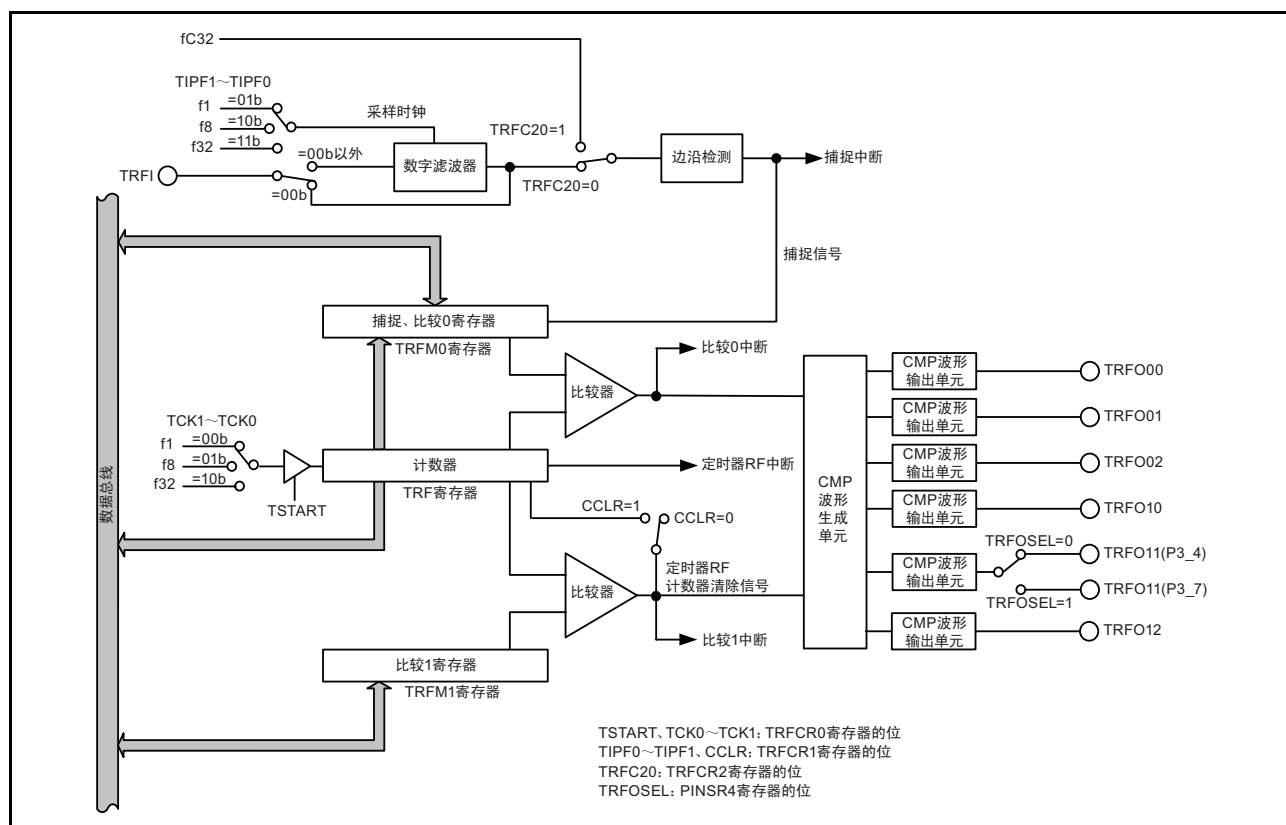 fC32
TIPF1～TIPF0
f1
=01b
f8
=10b
f32
=11b
采样时钟
TRFI
=00b以外
=00b
数字滤波器
TRFC20=1
TRFC20=0
边沿检测
捕捉中断
捕捉信号
捕捉、比较0寄存器
TRFM0寄存器
比较器
比较0中断
TCK1～TCK0
f1
=00b
f8
=01b
f32
=10b
TSTART
计数器
TRF寄存器
定时器RF中断
CCLR=1
CCLR=0
定时器RF
计数器清除信号
比较器
比较1中断
比较1寄存器
TRFM1寄存器
数据总线
CMP
波形
生成
单元
CMP波形
输出单元
TRFO00
CMP波形
输出单元
TRFO01
CMP波形
输出单元
TRFO02
CMP波形
输出单元
TRFO10
CMP波形
输出单元
TRFOSEL=0
TRFO11(P3_4)
TRFOSEL=1
TRFO11(P3_7)
CMP波形
输出单元
TRFO12
TSTART、TCK0～TCK1：TRFCR0寄存器的位
TIPF0～TIPF1、CCLR：TRFCR1寄存器的位
TRFC20：TRFCR2寄存器的位
TRFOSEL：PINSR4寄存器的位